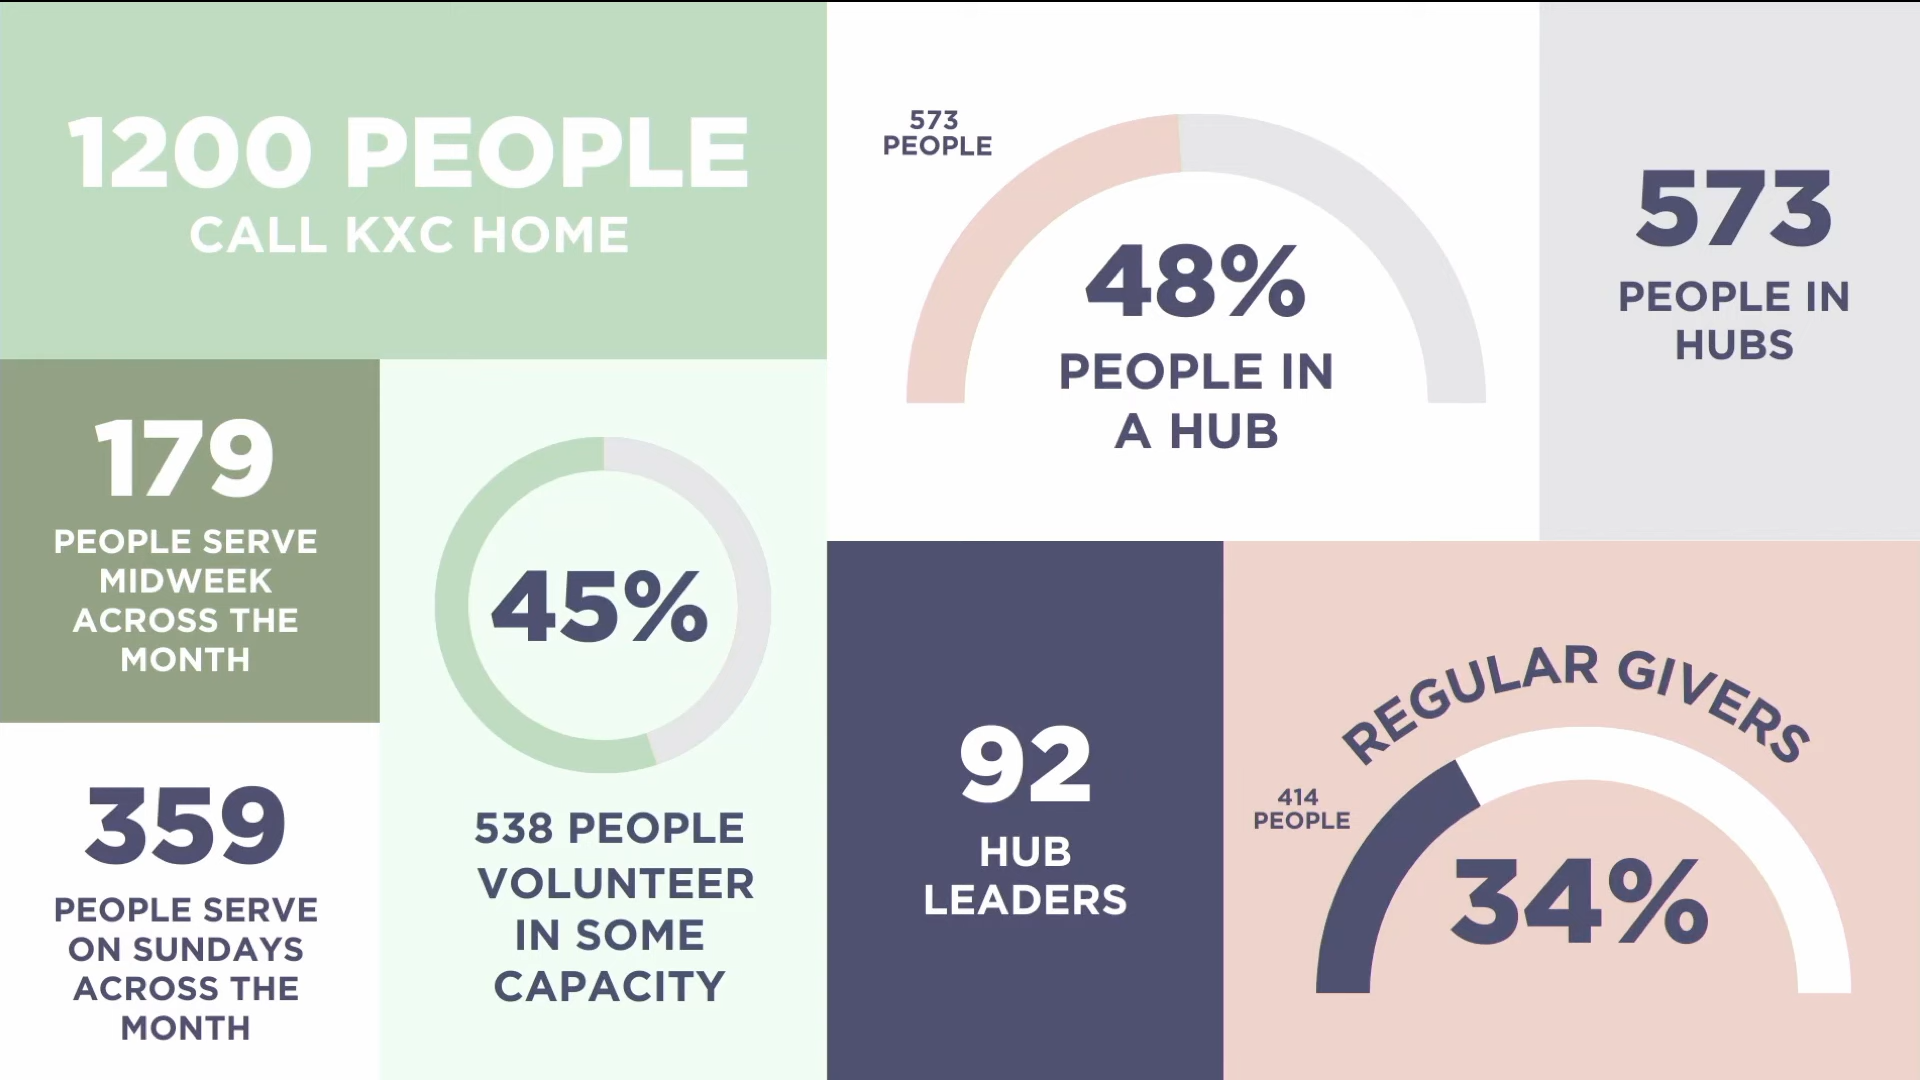 1200 PEOPLE
CALL KXC HOME
573
PEOPLE
48%
PEOPLE IN
A HUB
573
PEOPLE IN
HUBS
179
PEOPLE SERVE
MIDWEEK
ACROSS THE
MONTH
45%
538 PEOPLE
VOLUNTEER
IN SOME
CAPACITY
359
PEOPLE SERVE
ON SUNDAYS
ACROSS THE
MONTH
92
HUB
LEADERS
REGULAR GIVERS
414
PEOPLE
34%